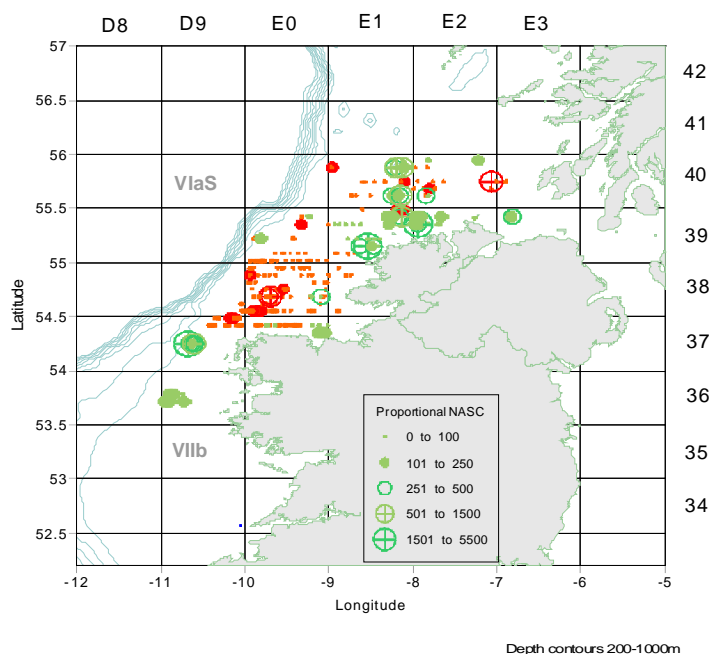 D8 D9 E0 E1 E2 E3
57
42
56.5
41
56
40
VIaS
55.5
39
55
38
54.5
37
54
36
53.5
VIIb
35
53
34
52.5
Latitude
Proportional NASC
0 to 100
101 to 250
251 to 500
501 to 1500
1501 to 5500
-12 -11 -10 -9 -8 -7 -6 -5
Longitude
Depth contours 200-1000m